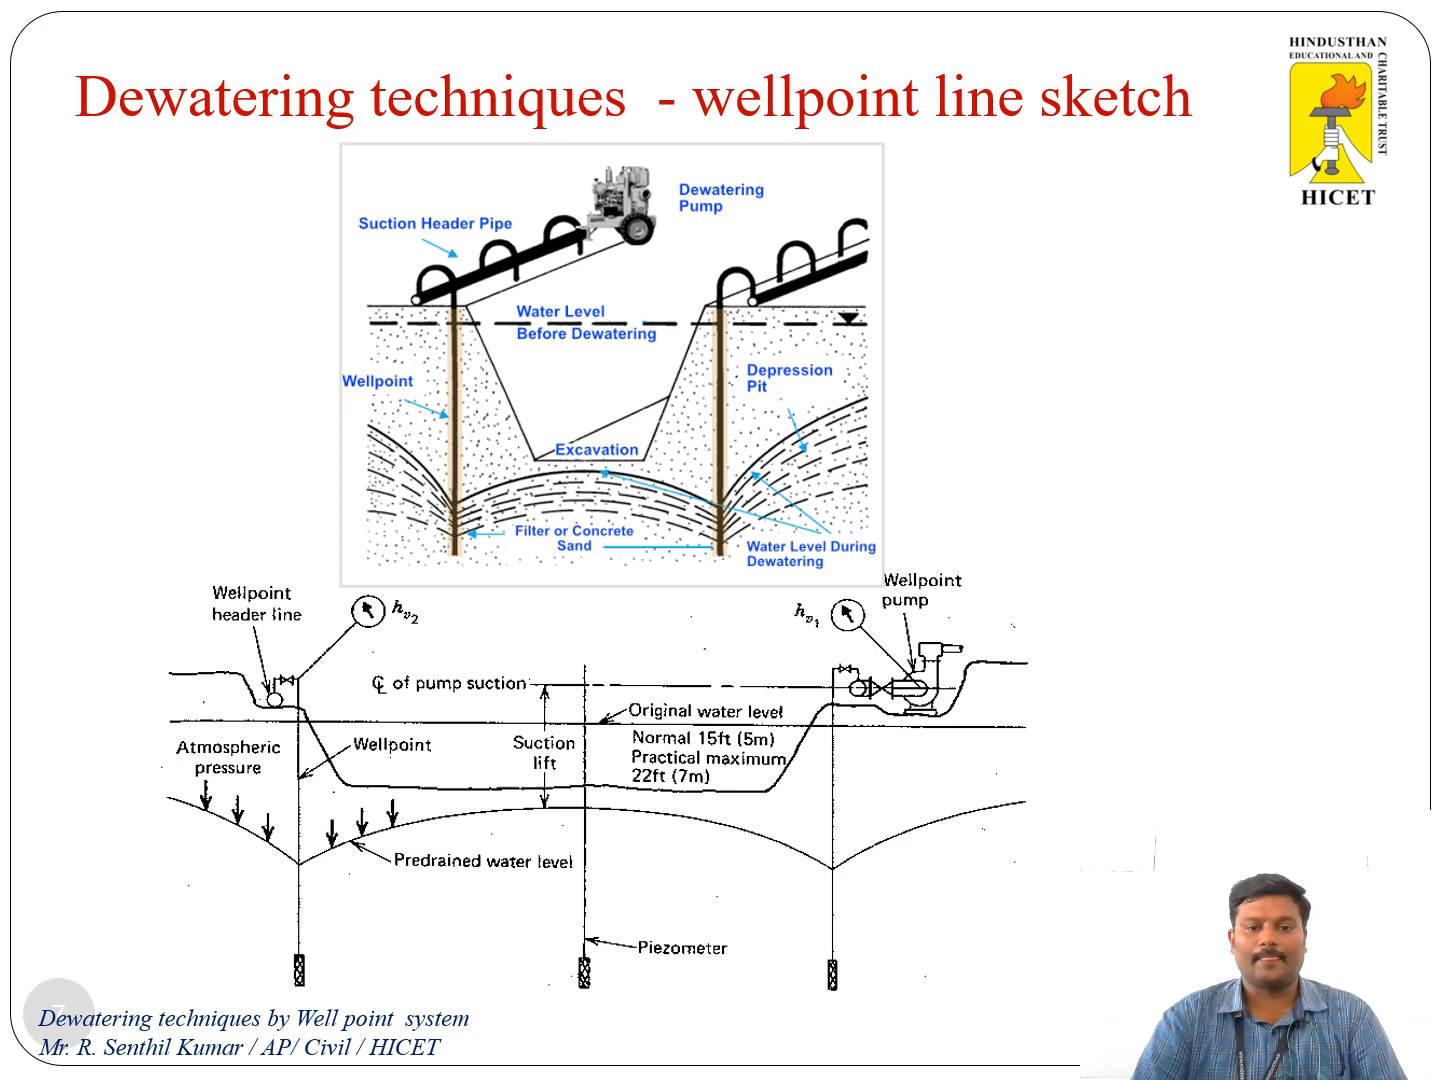 Dewatering techniques - wellpoint line sketch
HINDUSTHAN
EDUCATIONAL AND
CHARITABLE TRUST
HICET
Dewatering
Pump
Suction Header Pipe
Water Level
Before Dewatering
Wellpoint
Depression
Pit
Excavation
Filter or Concrete
Sand
Water Level During
Dewatering
Wellpoint
header line
hv2
hv1
Wellpoint
pump
℄ of pump suction
Original water level
Atmospheric
pressure
Wellpoint
Suction
lift
Normal 15ft (5m)
Practical maximum
22ft (7m)
Predrained water level
Piezometer
7
Dewatering techniques by Well point system
Mr. R. Senthil Kumar / AP/ Civil / HICET